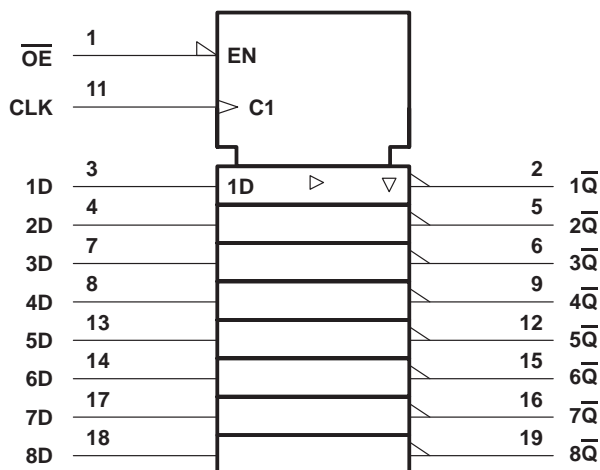 1
O̅E̅ EN
11
CLK C1
3 2
1D 1D 1Q̅
4 5
2D 2Q̅
7 6
3D 3Q̅
8 9
4D 4Q̅
13 12
5D 5Q̅
14 15
6D 6Q̅
17 16
7D 7Q̅
18 19
8D 8Q̅